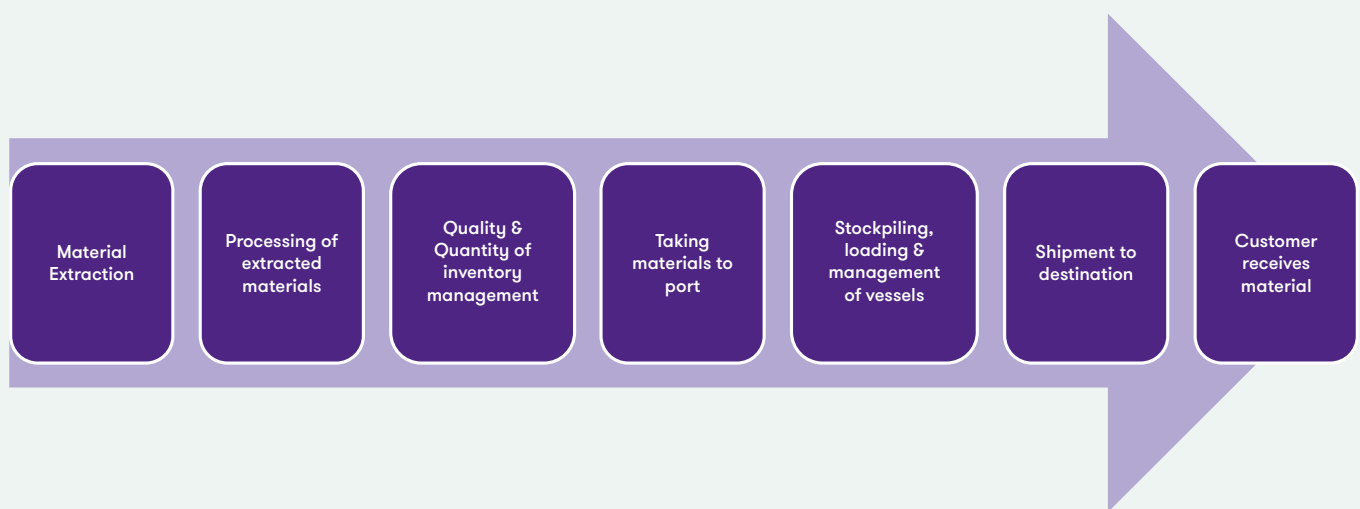 Material
Extraction
Processing of
extracted
materials
Quality &
Quantity of
inventory
management
Taking
materials to
port
Stockpiling,
loading &
management
of vessels
Shipment to
destination
Customer
receives
material